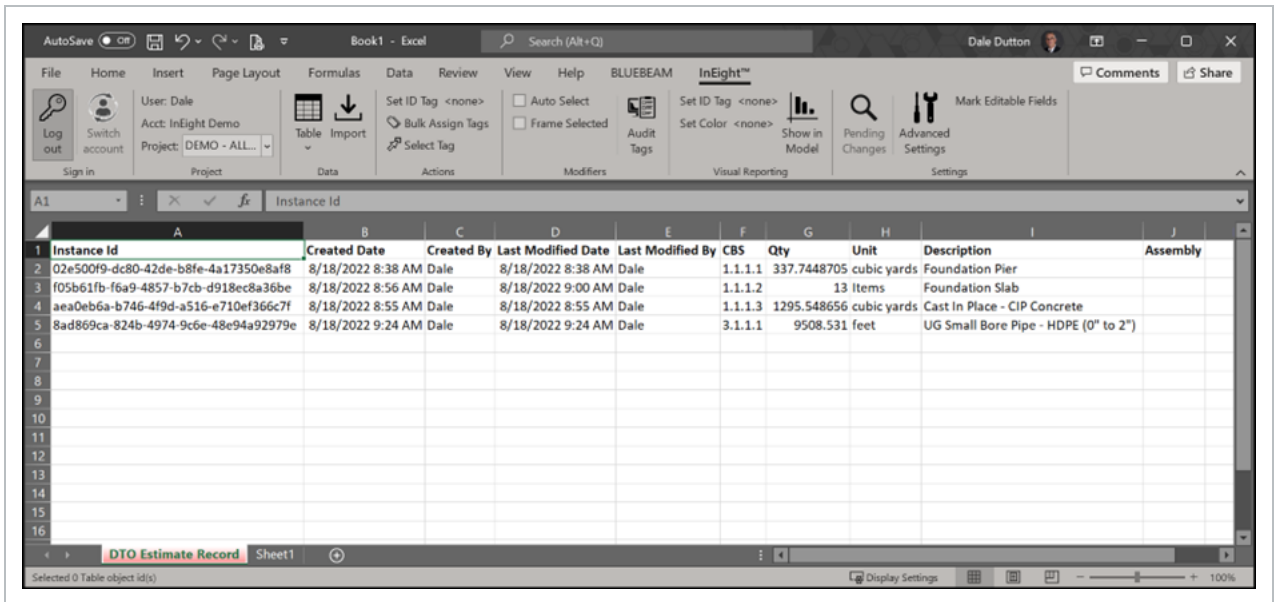 AutoSave Off Book1 - Excel Search (Alt+Q) Dale Dutton
File Home Insert Page Layout Formulas Data Review View Help BLUEBEAM InEight™ Comments Share
User: Dale Set ID Tag <none> Auto Select Set ID Tag <none> Mark Editable Fields
Acct: InEight Demo Bulk Assign Tags Frame Selected Set Color <none>
Log out Switch account Project: DEMO - ALL... Table Import Select Tag Audit Tags Show in Model Pending Changes Advanced Settings
Sign in Project Data Actions Modifiers Visual Reporting Settings
A1 fx Instance Id
A B C D E F G H I J
1 Instance Id Created Date Created By Last Modified Date Last Modified By CBS Qty Unit Description Assembly
2 02e500f9-dc80-42de-b8fe-4a17350e8af8 8/18/2022 8:38 AM Dale 8/18/2022 8:38 AM Dale 1.1.1.1 337.7448705 cubic yards Foundation Pier
3 f05b61fb-f6a9-4857-b7cb-d918ec8a36be 8/18/2022 8:56 AM Dale 8/18/2022 9:00 AM Dale 1.1.1.2 13 Items Foundation Slab
4 aea0eb6a-b746-4f9d-a516-e710ef366c7f 8/18/2022 8:55 AM Dale 8/18/2022 8:55 AM Dale 1.1.1.3 1295.548656 cubic yards Cast In Place - CIP Concrete
5 8ad869ca-824b-4974-9c6e-48e94a92979e 8/18/2022 9:24 AM Dale 8/18/2022 9:24 AM Dale 3.1.1.1 9508.531 feet UG Small Bore Pipe - HDPE (0" to 2")
6
7
8
9
10
11
12
13
14
15
16
DTO Estimate Record Sheet1
Selected 0 Table object id(s) Display Settings 100%